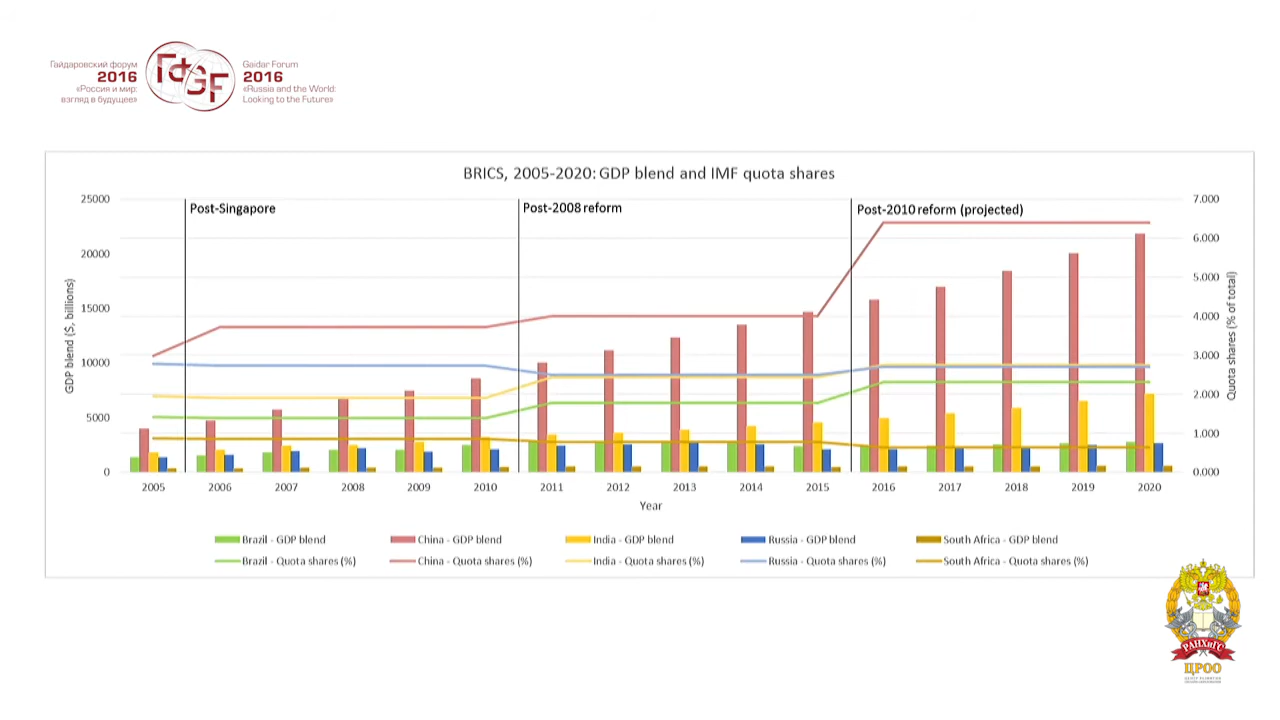 Гайдаровский форум
2016
«Россия и мир:
взгляд в будущее»
ГФ
GF
Gaidar Forum
2016
«Russia and the World:
Looking to the Future»
BRICS, 2005-2020: GDP blend and IMF quota shares
25000
20000
15000
10000
5000
0
GDP blend ($, billions)
Post-Singapore
Post-2008 reform
Post-2010 reform (projected)
7.000
6.000
5.000
4.000
3.000
2.000
1.000
0.000
Quota shares (% of total)
2005 2006 2007 2008 2009 2010 2011 2012 2013 2014 2015 2016 2017 2018 2019 2020
Year
Brazil - GDP blend China - GDP blend India - GDP blend Russia - GDP blend South Africa - GDP blend
Brazil - Quota shares (%) China - Quota shares (%) India - Quota shares (%) Russia - Quota shares (%) South Africa - Quota shares (%)
РАНХиГС
ЦРОО